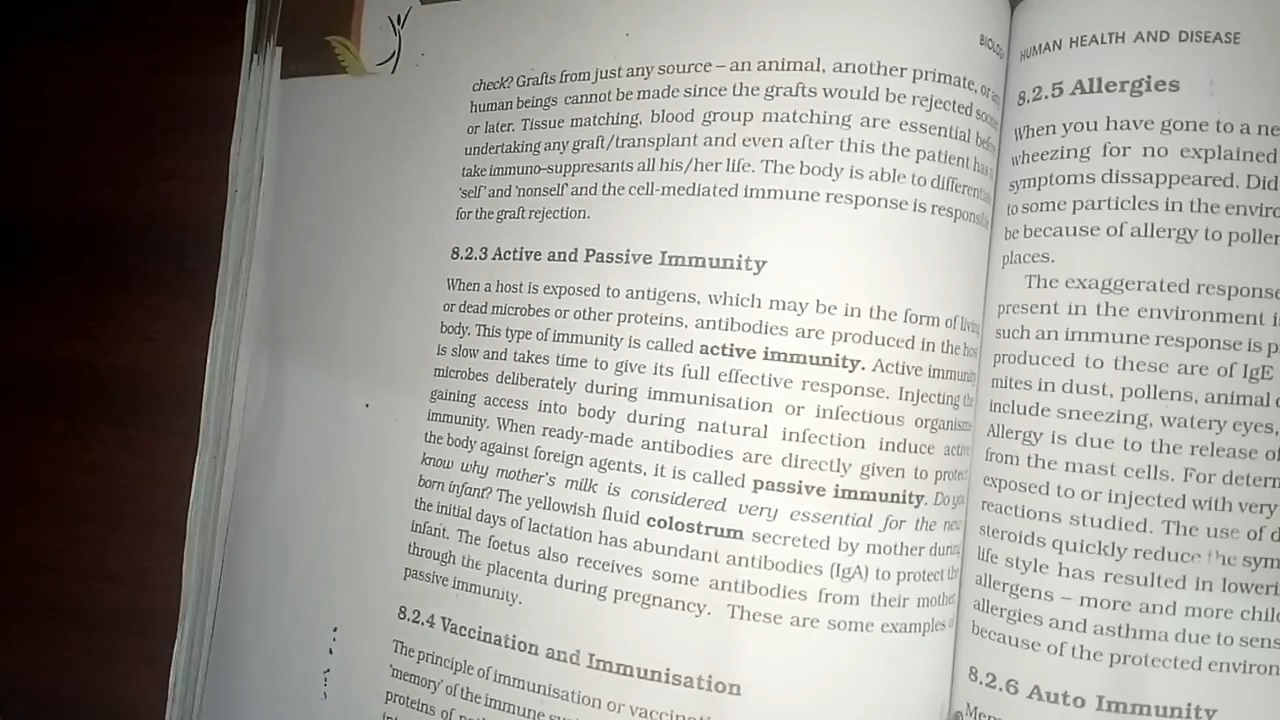 BIOLO
check? Grafts from just any source – an animal, another primate, or
human beings cannot be made since the grafts would be rejected
or later. Tissue matching, blood group matching are essential
undertaking any graft/transplant and even after this the patient has
take immuno-suppresants all his/her life. The body is able to
'self' and 'nonself' and the cell-mediated immune response is
for the graft rejection.
8.2.3 Active and Passive Immunity
When a host is exposed to antigens, which may be in the form of
or dead microbes or other proteins, antibodies are produced in the
body. This type of immunity is called active immunity. Active
is slow and takes time to give its full effective response. Injecting
microbes deliberately during immunisation or infectious
gaining access into body during natural infection induce
immunity. When ready-made antibodies are directly given to
the body against foreign agents, it is called passive immunity. Do
know why mother's milk is considered very essential for the
born infant? The yellowish fluid colostrum secreted by mother
the initial days of lactation has abundant antibodies (IgA) to protect
infant. The foetus also receives some antibodies from their
through the placenta during pregnancy. These are some examples
passive immunity.
8.2.4 Vaccination and Immunisation
The principle of immunisation or
'memory' of the immune
proteins of
HUMAN HEALTH AND DISEASE
8.2.5 Allergies
When you have gone to a
wheezing for no explained
symptoms dissappeared. Did
to some particles in the
be because of allergy to
places.
The exaggerated
present in the environment
such an immune response is
produced to these are of IgE
mites in dust, pollens, animal
include sneezing, watery eyes,
Allergy is due to the release
from the mast cells. For
exposed to or injected with very
reactions studied. The use of
steroids quickly reduce the
life style has resulted in
allergens – more and more
allergies and asthma due to
because of the protected
8.2.6 Auto Immunity